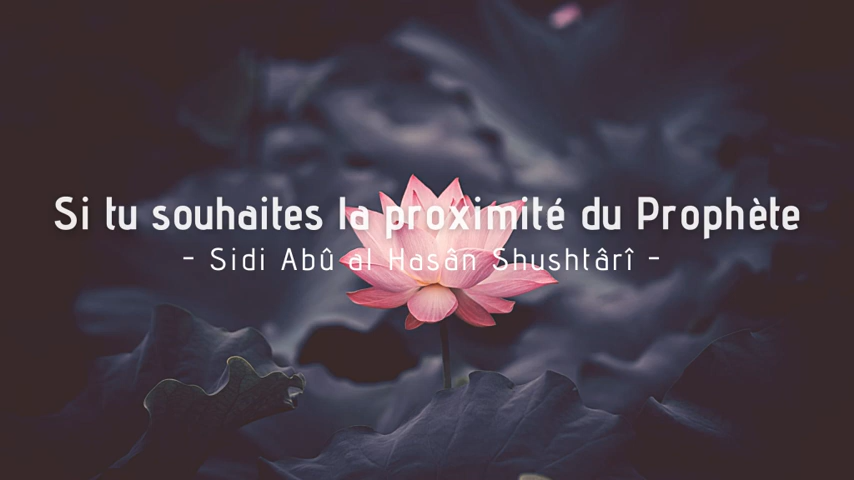 Si tu souhaites la proximité du Prophète
- Sidi Abû al Hasân Shushtârî -